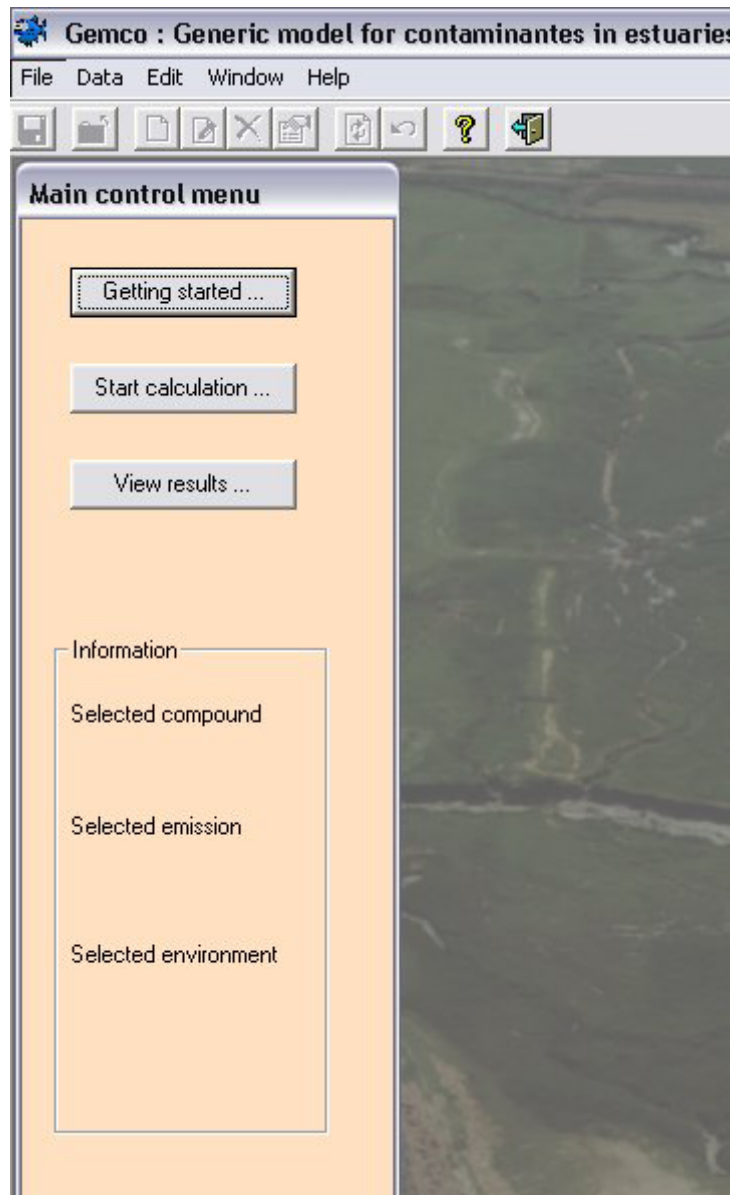 Gemco : Generic model for contaminantes in estuaries
File Data Edit Window Help
Main control menu
Getting started ...
Start calculation ...
View results ...
Information
Selected compound
Selected emission
Selected environment